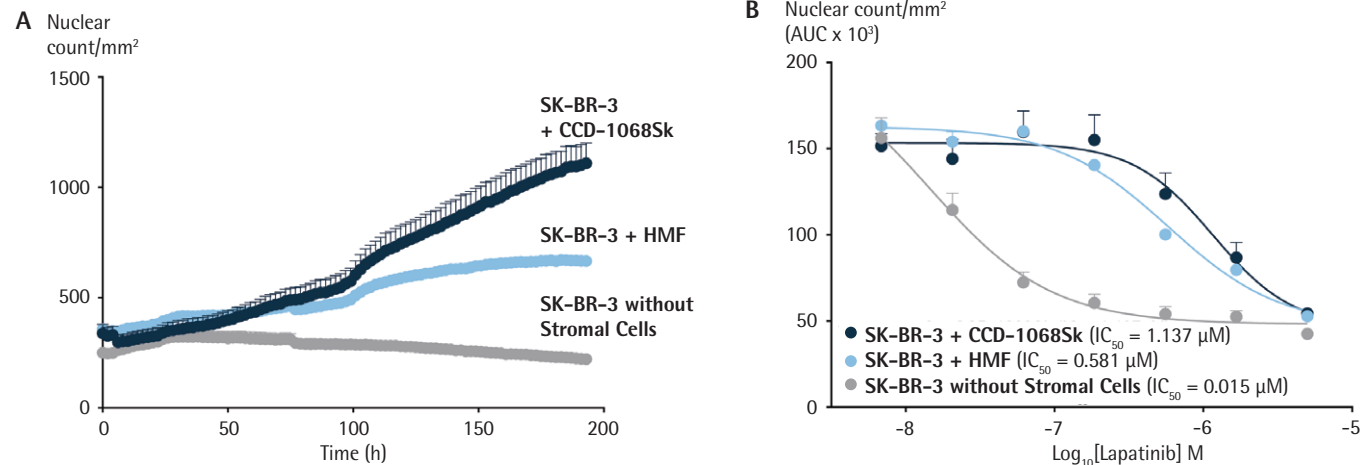 A Nuclear
count/mm²
1500
1000
500
0
SK-BR-3
+ CCD-1068Sk
SK-BR-3 + HMF
SK-BR-3 without
Stromal Cells
0 50 100 150 200
Time (h)
B Nuclear count/mm²
(AUC x 10³)
200
150
100
50
0
SK-BR-3 + CCD-1068Sk (IC₅₀ = 1.137 µM)
SK-BR-3 + HMF (IC₅₀ = 0.581 µM)
SK-BR-3 without Stromal Cells (IC₅₀ = 0.015 µM)
-8 -7 -6 -5
Log₁₀[Lapatinib] M